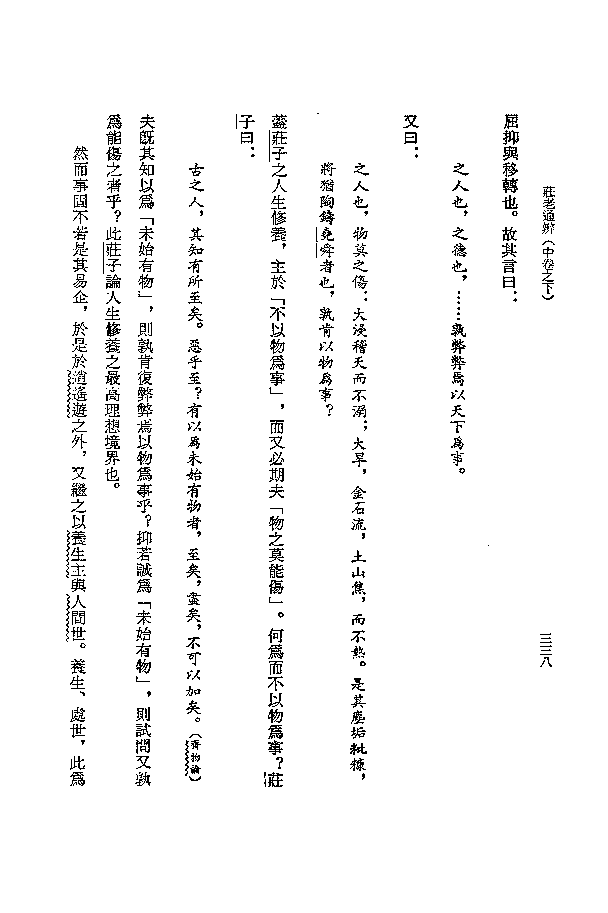 莊老通辨（中卷之下）
三三八
屈抑與移轉也。故其言曰：
之人也，之德也，……孰弊弊焉以天下爲事。
又曰：
之人也，物莫之傷：大浸稽天而不溺；大旱，金石流，土山焦，而不熱。是其塵垢粃糠，
將猶陶鑄堯舜者也，孰肯以物爲事？
蓋莊子之人生修養，主於「不以物爲事」，而又必期夫「物之莫能傷」。何爲而不以物爲事？莊
子曰：
古之人，其知有所至矣。惡乎至？有以爲未始有物者，至矣，盡矣，不可以加矣。（齊物論）
夫旣其知以爲「未始有物」，則孰肯復弊弊焉以物爲事乎？抑若誠爲「未始有物」，則試問又孰
爲能傷之者乎？此莊子論人生修養之最高理想境界也。
然而事固不若是其易企，於是於逍遙遊之外，又繼之以養生主與人間世。養生、處世，此爲